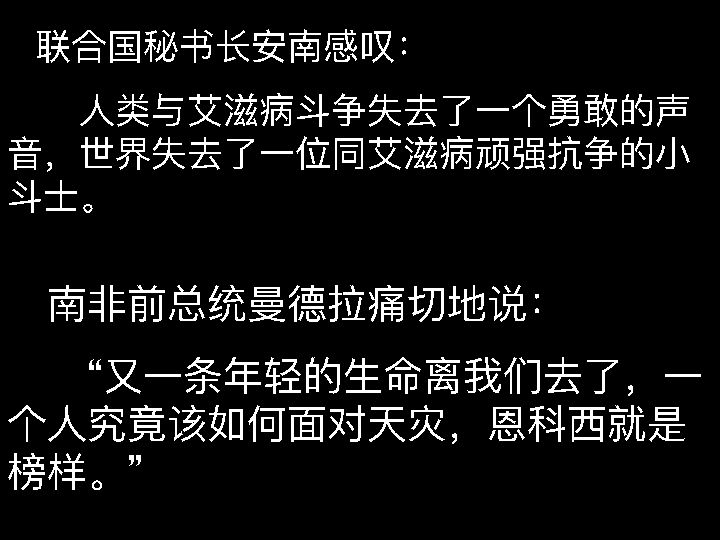 联合国秘书长安南感叹：
人类与艾滋病斗争失去了一个勇敢的声
音，世界失去了一位同艾滋病顽强抗争的小
斗士。
南非前总统曼德拉痛切地说：
“又一条年轻的生命离我们去了，一
个人究竟该如何面对天灾，恩科西就是
榜样。”